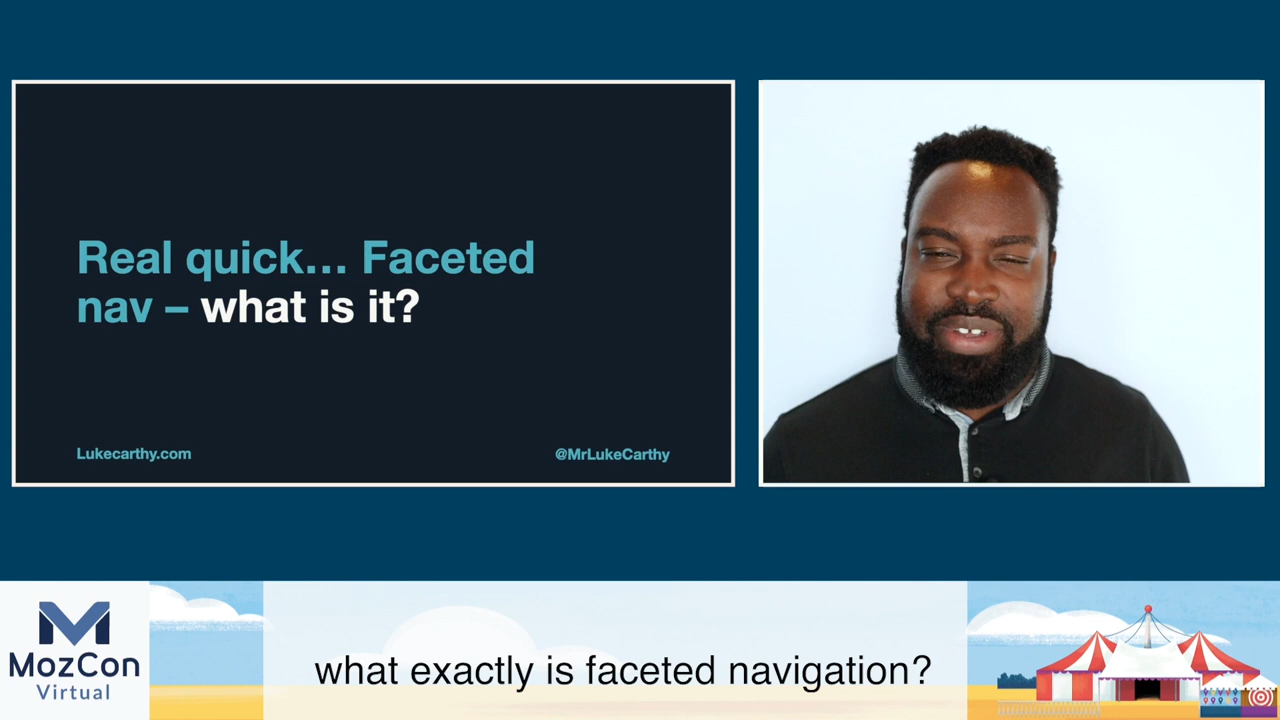 Real quick... Faceted
nav – what is it?
Lukecarthy.com
@MrLukeCarthy
MozCon
Virtual
what exactly is faceted navigation?